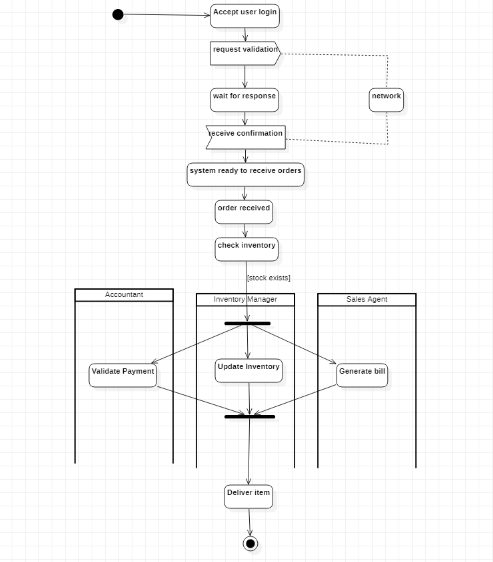 Accept user login
request validation
wait for response
network
receive confirmation
system ready to receive orders
order received
check inventory
[stock exists]
Accountant
Inventory Manager
Sales Agent
Validate Payment
Update Inventory
Generate bill
Deliver item